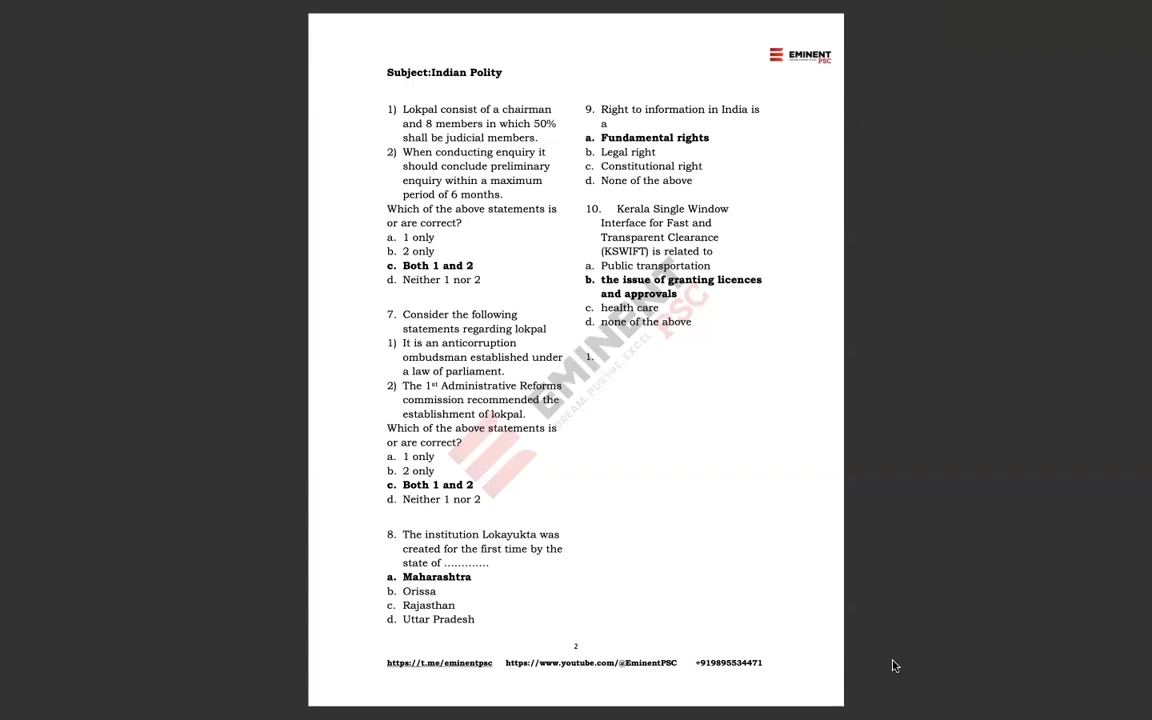 EMINENT
PSC
Subject:Indian Polity
1) Lokpal consist of a chairman
and 8 members in which 50%
shall be judicial members.
2) When conducting enquiry it
should conclude preliminary
enquiry within a maximum
period of 6 months.
Which of the above statements is
or are correct?
a. 1 only
b. 2 only
c. Both 1 and 2
d. Neither 1 nor 2
7. Consider the following
statements regarding lokpal
1) It is an anticorruption
ombudsman established under
a law of parliament.
2) The 1st Administrative Reforms
commission recommended the
establishment of lokpal.
Which of the above statements is
or are correct?
a. 1 only
b. 2 only
c. Both 1 and 2
d. Neither 1 nor 2
8. The institution Lokayukta was
created for the first time by the
state of .............
a. Maharashtra
b. Orissa
c. Rajasthan
d. Uttar Pradesh
9. Right to information in India is
a
a. Fundamental rights
b. Legal right
c. Constitutional right
d. None of the above
10. Kerala Single Window
Interface for Fast and
Transparent Clearance
(KSWIFT) is related to
a. Public transportation
b. the issue of granting licences
and approvals
c. health care
d. none of the above
1.
EMINENT
PSC
DREAM, PURSUE, EXCEL
2
https://t.me/eminentpsc https://www.youtube.com/@EminentPSC +919895534471